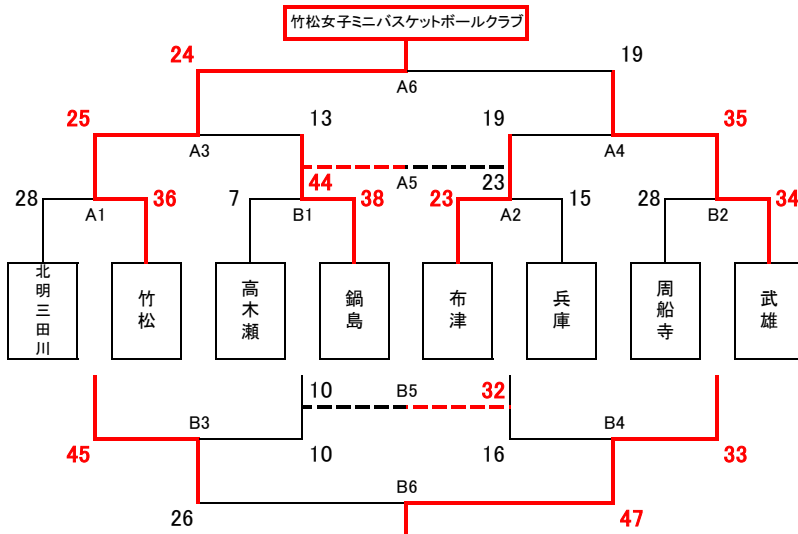 竹松女子ミニバスケットボールクラブ
24
19
A6
25
13
19
35
A3
A4
44
A5
23
28
36
7
38
23
15
28
34
A1
B1
A2
B2
北明三田川
竹松
高木瀬
鍋島
布津
兵庫
周船寺
武雄
10
B5
32
B3
B4
45
10
16
33
B6
26
47